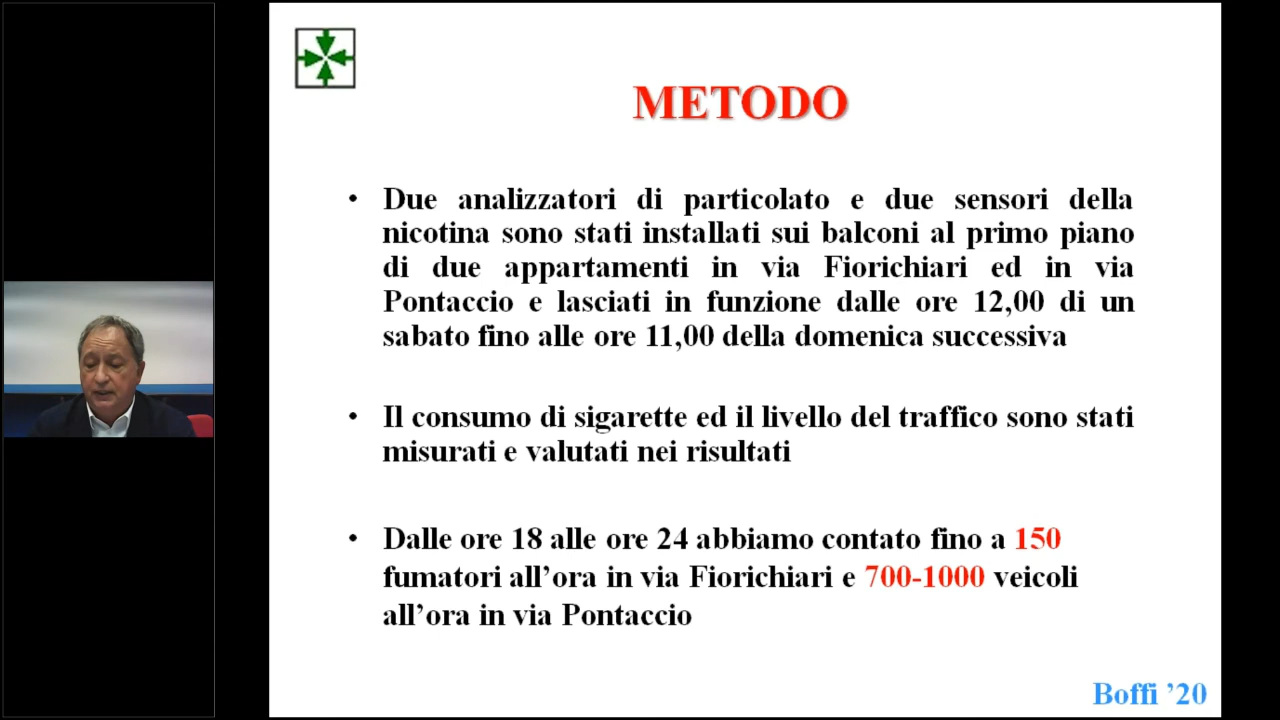 METODO
• Due analizzatori di particolato e due sensori della
nicotina sono stati installati sui balconi al primo piano
di due appartamenti in via Fiorichiari ed in via
Pontaccio e lasciati in funzione dalle ore 12,00 di un
sabato fino alle ore 11,00 della domenica successiva
• Il consumo di sigarette ed il livello del traffico sono stati
misurati e valutati nei risultati
• Dalle ore 18 alle ore 24 abbiamo contato fino a 150
fumatori all’ora in via Fiorichiari e 700-1000 veicoli
all’ora in via Pontaccio
Boffi ’20